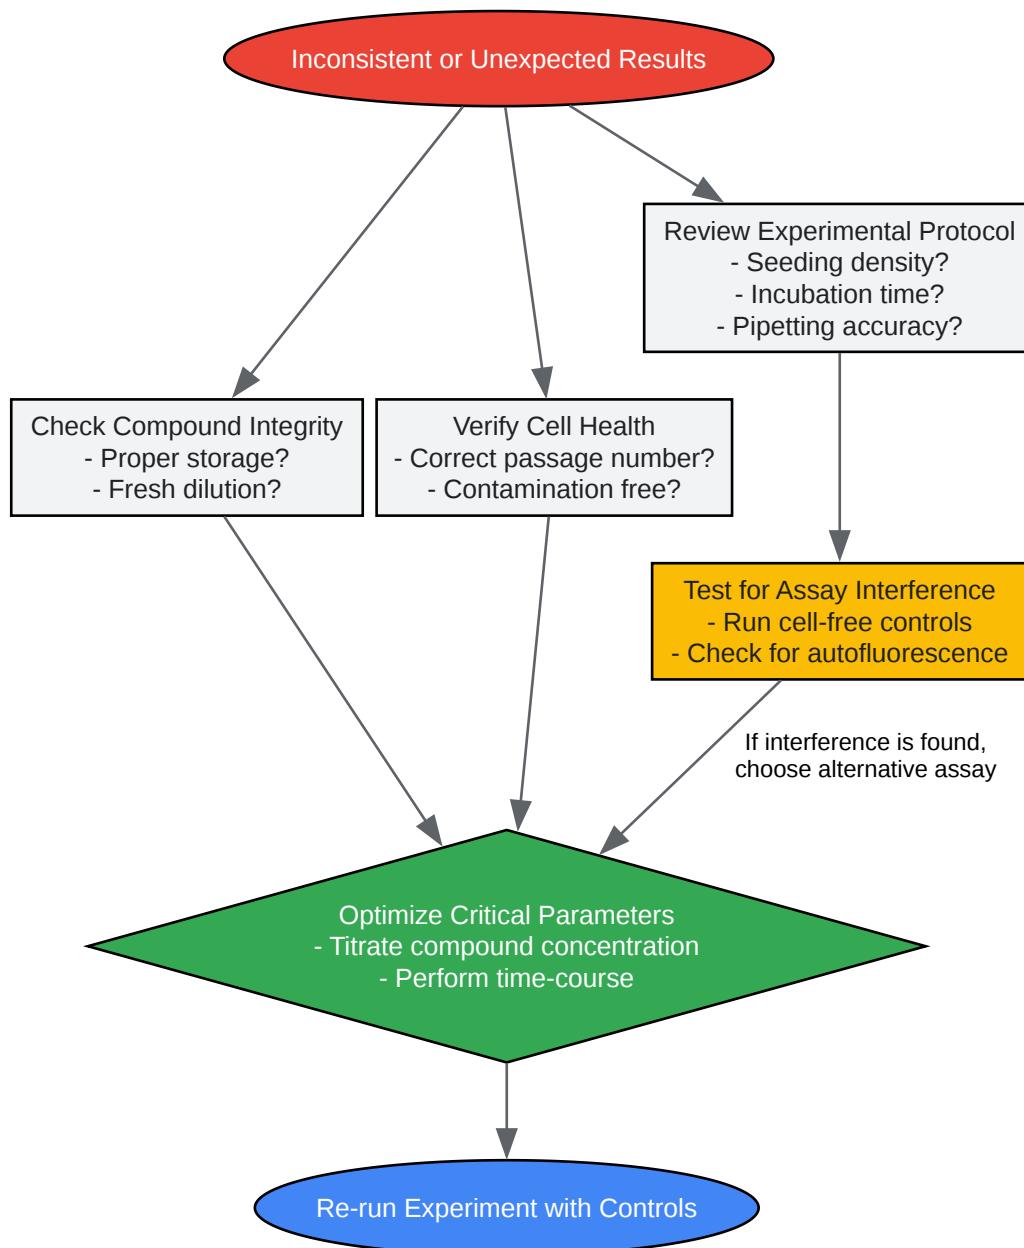 Inconsistent or Unexpected Results
Review Experimental Protocol
- Seeding density?
- Incubation time?
- Pipetting accuracy?
Check Compound Integrity
- Proper storage?
- Fresh dilution?
Verify Cell Health
- Correct passage number?
- Contamination free?
Test for Assay Interference
- Run cell-free controls
- Check for autofluorescence
If interference is found,
choose alternative assay
Optimize Critical Parameters
- Titrate compound concentration
- Perform time-course
Re-run Experiment with Controls